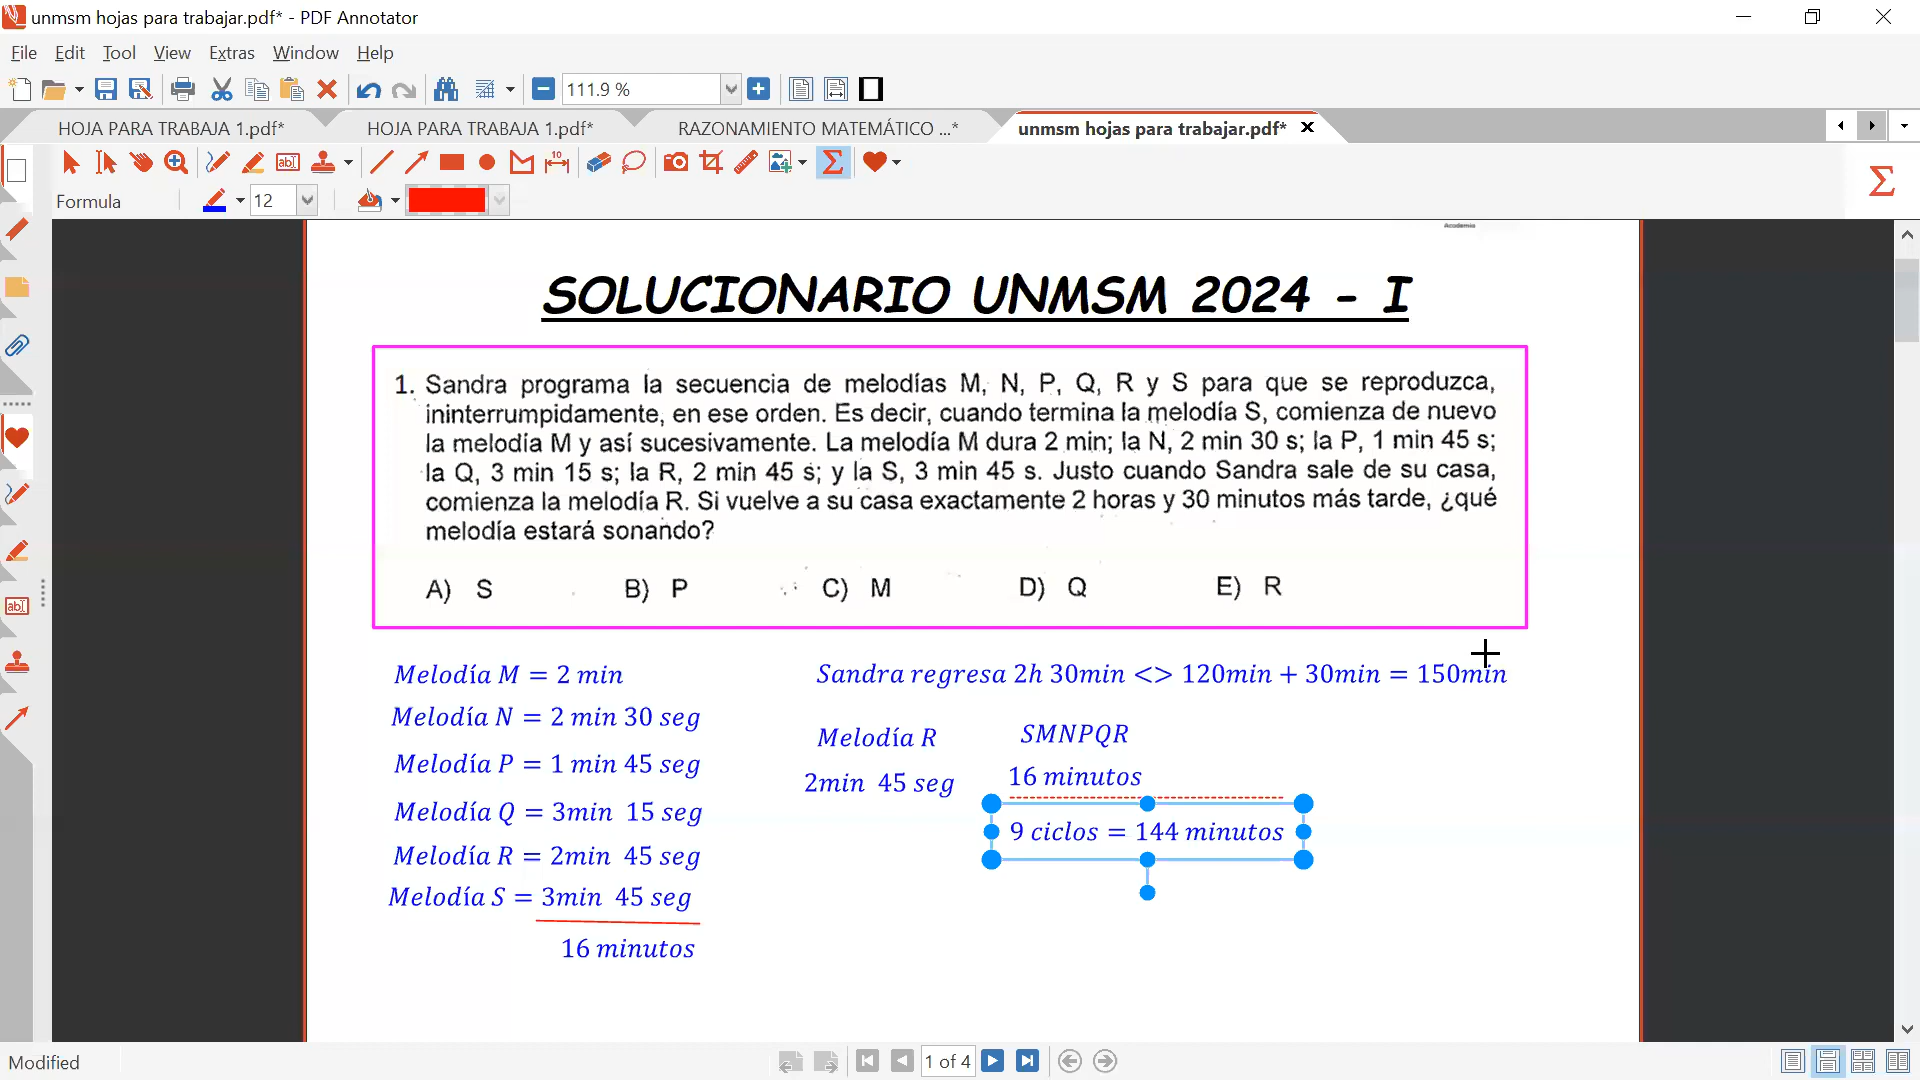 unmsm hojas para trabajar.pdf* - PDF Annotator
File Edit Tool View Extras Window Help
111.9 %
HOJA PARA TRABAJA 1.pdf*
HOJA PARA TRABAJA 1.pdf*
RAZONAMIENTO MATEMÁTICO ...*
unmsm hojas para trabajar.pdf*
Formula
12
Academia
SOLUCIONARIO UNMSM 2024 - I
1. Sandra programa la secuencia de melodías M, N, P, Q, R y S para que se reproduzca,
ininterrumpidamente, en ese orden. Es decir, cuando termina la melodía S, comienza de nuevo
la melodía M y así sucesivamente. La melodía M dura 2 min; la N, 2 min 30 s; la P, 1 min 45 s;
la Q, 3 min 15 s; la R, 2 min 45 s; y la S, 3 min 45 s. Justo cuando Sandra sale de su casa,
comienza la melodía R. Si vuelve a su casa exactamente 2 horas y 30 minutos más tarde, ¿qué
melodía estará sonando?
A) S B) P C) M D) Q E) R
Melodía M = 2 min
Melodía N = 2 min 30 seg
Melodía P = 1 min 45 seg
Melodía Q = 3min 15 seg
Melodía R = 2min 45 seg
Melodía S = 3min 45 seg
16 minutos
Sandra regresa 2h 30min <> 120min + 30min = 150min
Melodía R SMNPQR
2min 45 seg 16 minutos
9 ciclos = 144 minutos
Modified
1 of 4